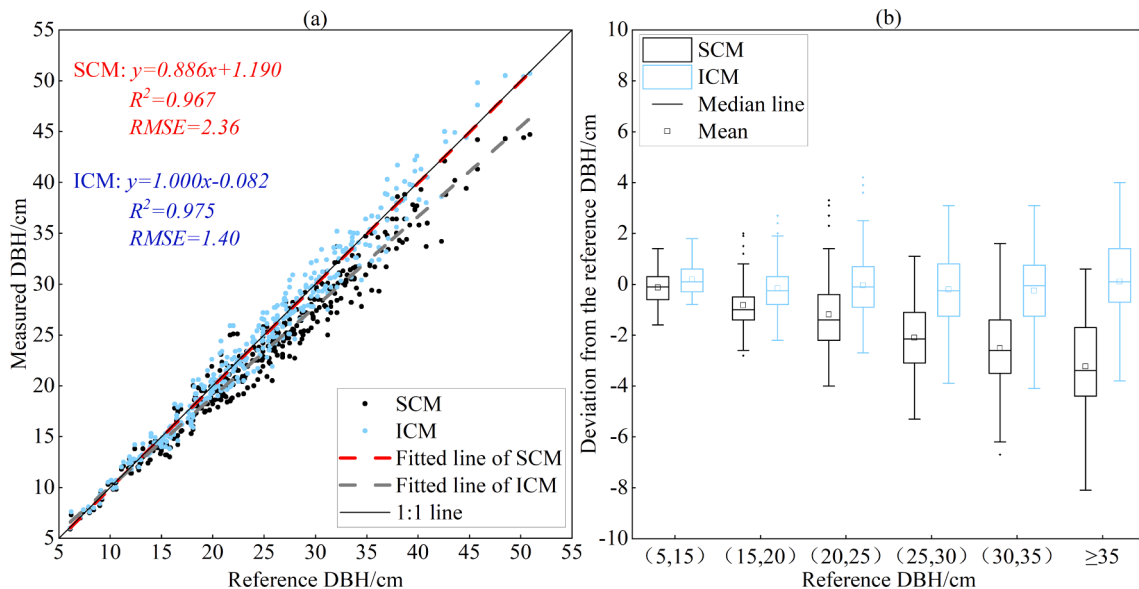 (a)
55
50
45
40
35
30
25
20
15
10
5
Measured DBH/cm
SCM: y=0.886x+1.190
R²=0.967
RMSE=2.36
ICM: y=1.000x-0.082
R²=0.975
RMSE=1.40
SCM
ICM
Fitted line of SCM
Fitted line of ICM
1:1 line
5 10 15 20 25 30 35 40 45 50 55
Reference DBH/cm
(b)
10
8
6
4
2
0
-2
-4
-6
-8
-10
Deviation from the reference DBH/cm
SCM
ICM
Median line
Mean
（5,15） （15,20） （20,25） （25,30） （30,35） ≥35
Reference DBH/cm